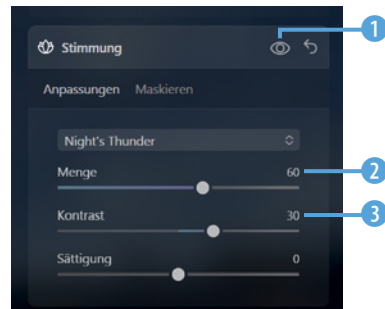 Stimmung
1
Anpassungen Maskieren
Night's Thunder
Menge 60 2
Kontrast 30 3
Sättigung 0